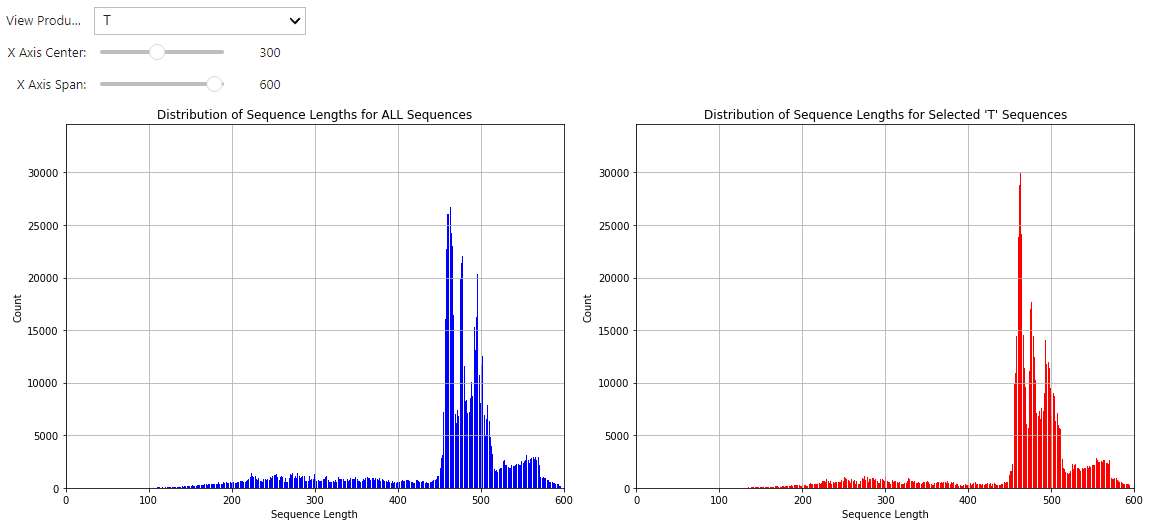 View Produ... T
X Axis Center: 300
X Axis Span: 600
Distribution of Sequence Lengths for ALL Sequences
30000
25000
20000
15000
10000
5000
0
Count
0 100 200 300 400 500 600
Sequence Length
Distribution of Sequence Lengths for Selected 'T' Sequences
30000
25000
20000
15000
10000
5000
0
Count
0 100 200 300 400 500 600
Sequence Length